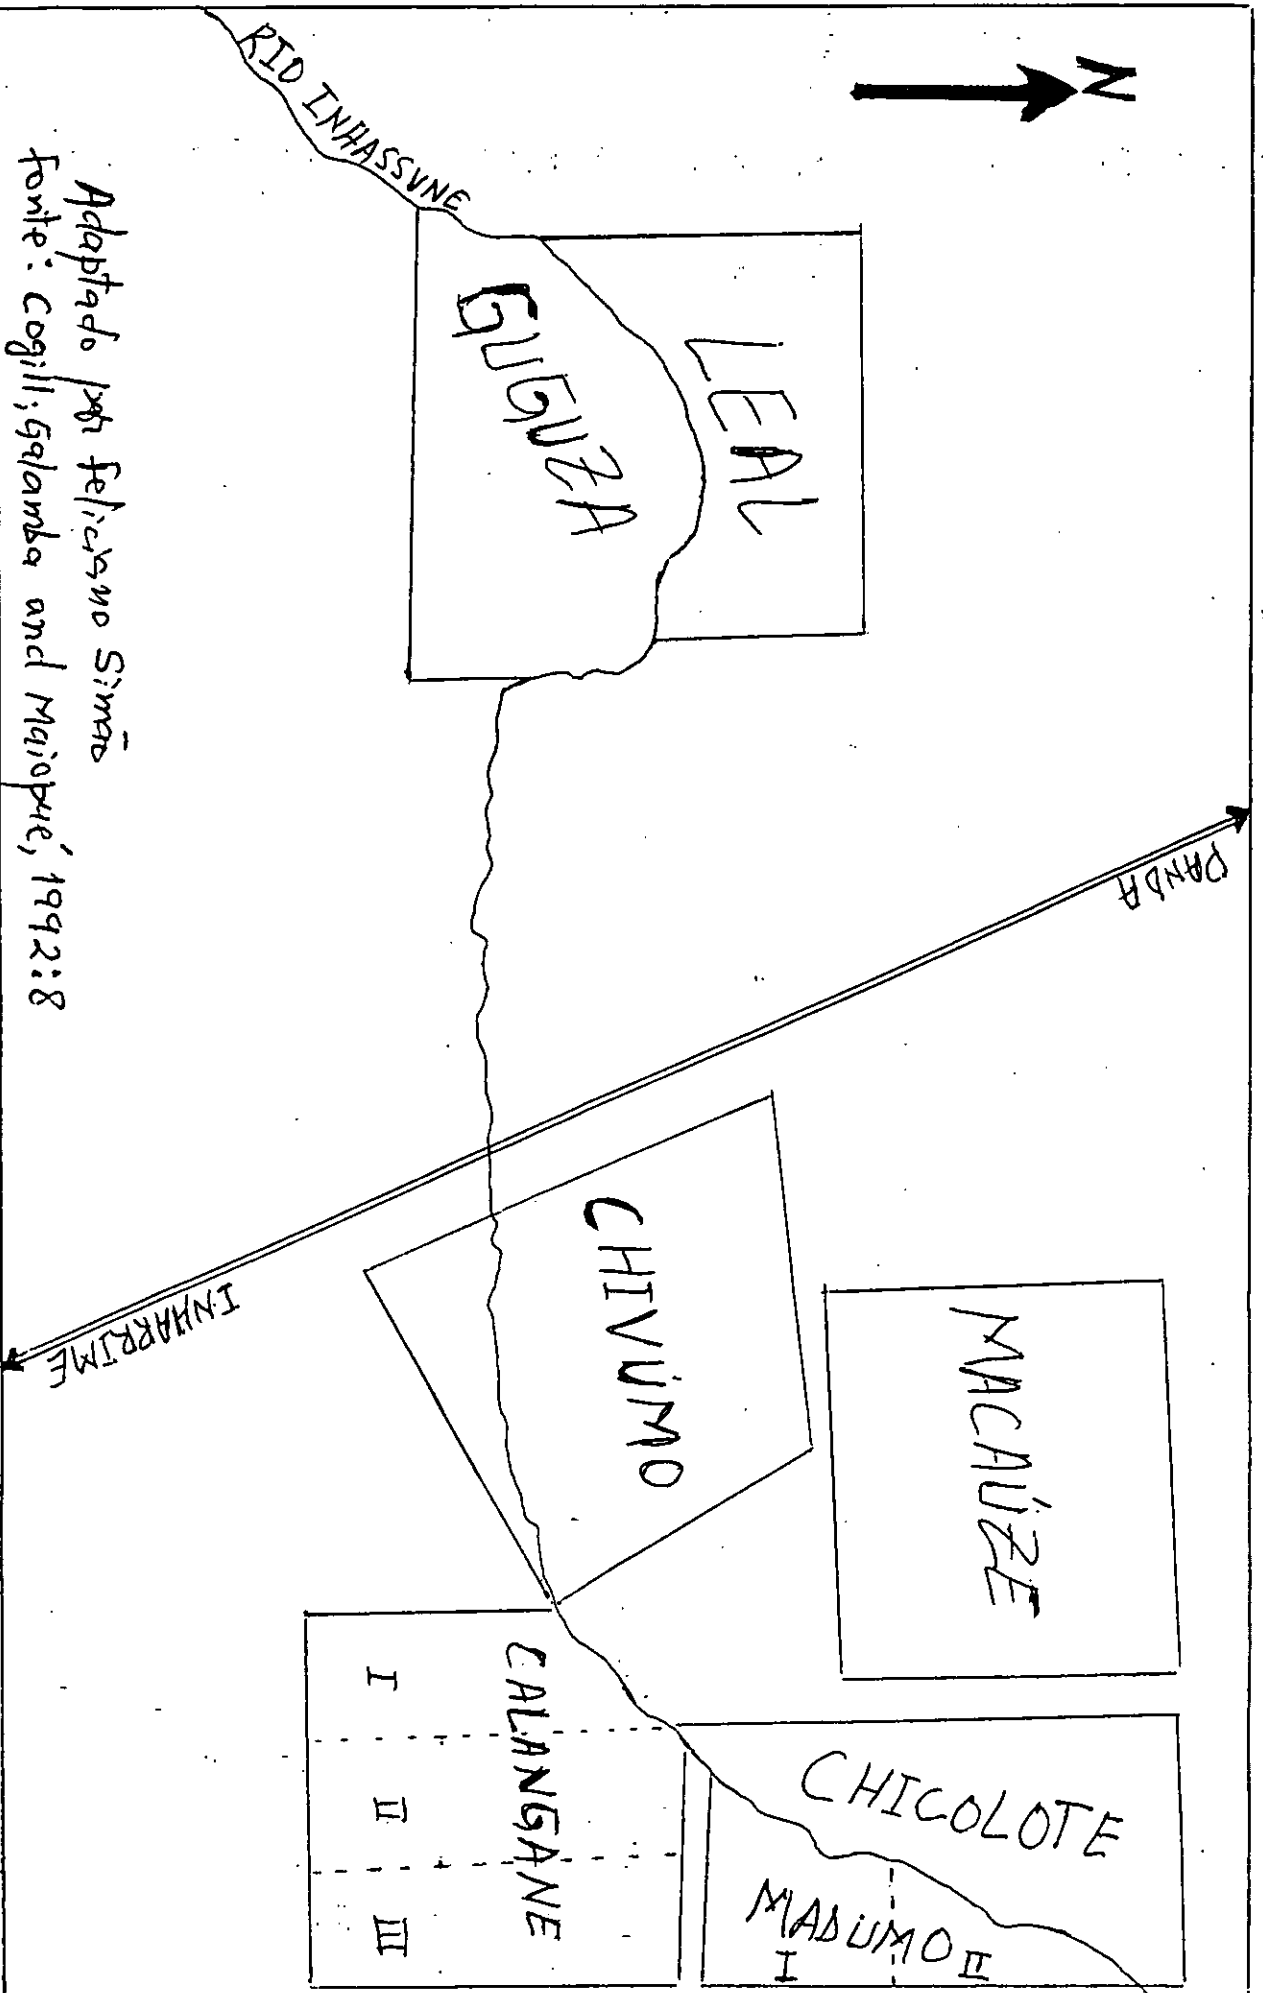 N
RIO INHASSUNE
LEAL
GUGUZA
PANDA
INHARRIME
CHIVÚMO
MACAÚZE
CHICOLOTE
MADUMO
I
II
CALANGANE
I
II
III
Adaptado por Feliciano Simão
Fonte: Cogill; Galamba and Maiopué, 1992:8